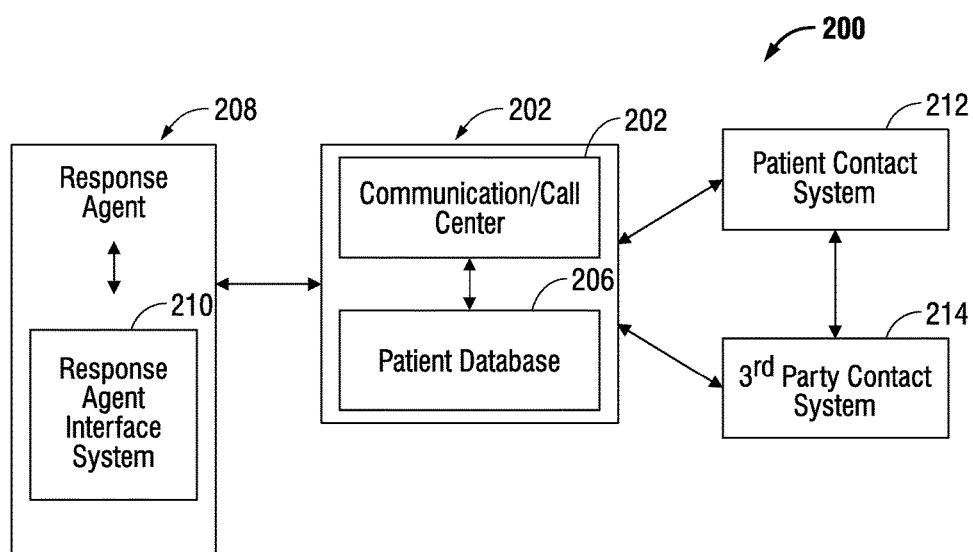 200
208
Response
Agent
210
Response
Agent
Interface
System
202
202
Communication/Call
Center
206
Patient Database
212
Patient Contact
System
214
3rd Party Contact
System